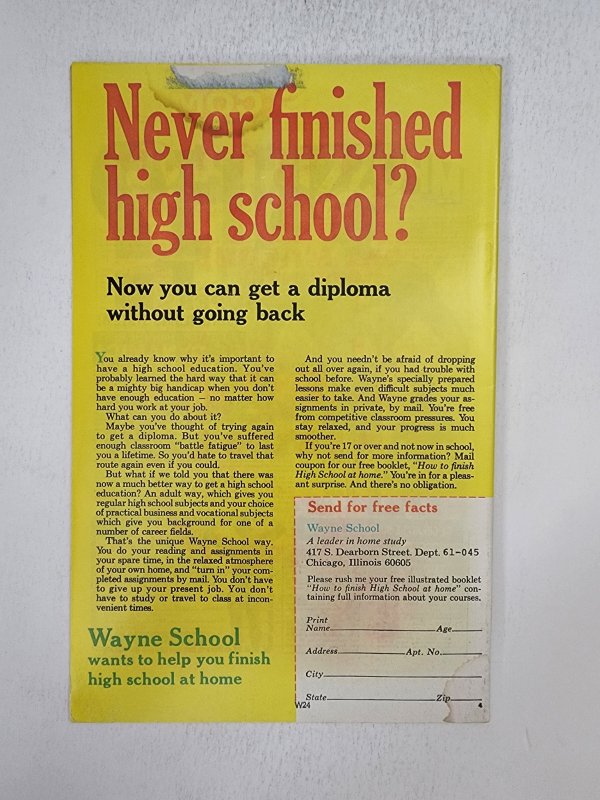 Never finished
high school?
Now you can get a diploma
without going back
You already know why it's important to
have a high school education. You've
probably learned the hard way that it can
be a mighty big handicap when you don't
have enough education — no matter how
hard you work at your job.
What can you do about it?
Maybe you've thought of trying again
to get a diploma. But you've suffered
enough classroom "battle fatigue" to last
you a lifetime. So you'd hate to travel that
route again even if you could.
But what if we told you that there was
now a much better way to get a high school
education? An adult way, which gives you
regular high school subjects and your choice
of practical business and vocational subjects
which give you background for one of a
number of career fields.
That's the unique Wayne School way.
You do your reading and assignments in
your spare time, in the relaxed atmosphere
of your own home, and "turn in" your com-
pleted assignments by mail. You don't have
to give up your present job. You don't
have to study or travel to class at incon-
venient times.
Wayne School
wants to help you finish
high school at home
And you needn't be afraid of dropping
out all over again, if you had trouble with
school before. Wayne's specially prepared
lessons make even difficult subjects much
easier to take. And Wayne grades your as-
signments in private, by mail. You're free
from competitive classroom pressures. You
stay relaxed, and your progress is much
smoother.
If you're 17 or over and not now in school,
why not send for more information? Mail
coupon for our free booklet, "How to finish
High School at home." You're in for a pleas-
ant surprise. And there's no obligation.
Send for free facts
Wayne School
A leader in home study
417 S. Dearborn Street, Dept. 61-045
Chicago, Illinois 60605
Please rush me your free illustrated booklet
"How to finish High School at home" con-
taining full information about your courses.
Print
Name Age
Address Apt. No.
City
State Zip
W24 4